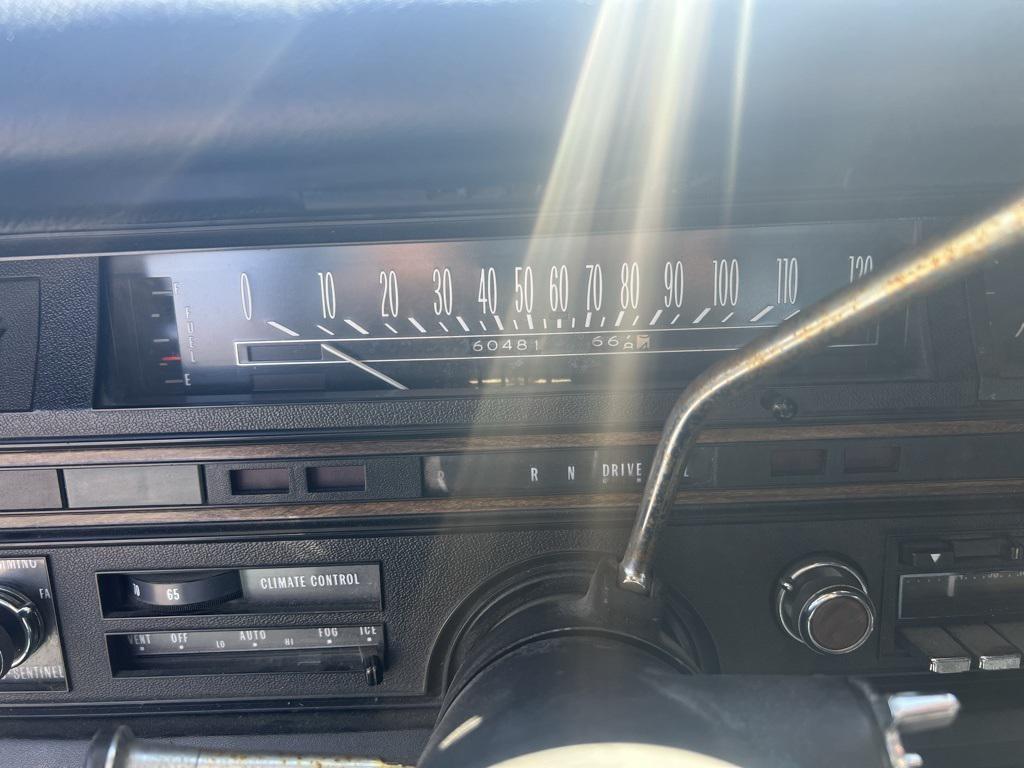 0 10 20 30 40 50 60 70 80 90 100 110 120
F
FUEL
E
60481 66
R N DRIVE L
CLIMATE CONTROL
65
VENT OFF LO AUTO HI FOG ICE
SENTINEL